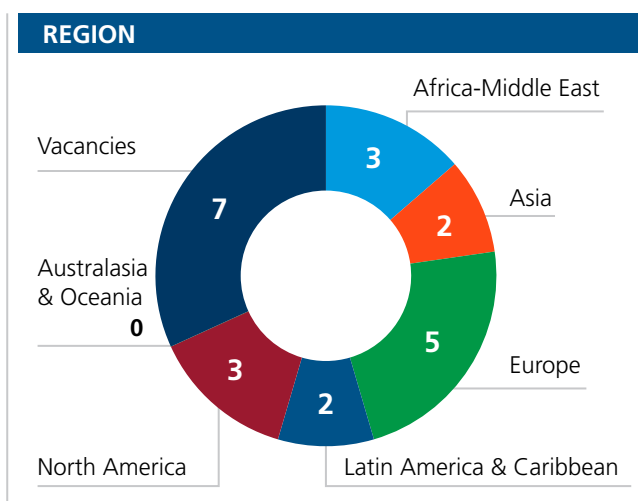 REGION
Africa-Middle East
Vacancies
3
7
Asia
2
Australasia
& Oceania
0
5
Europe
3
2
North America
Latin America & Caribbean